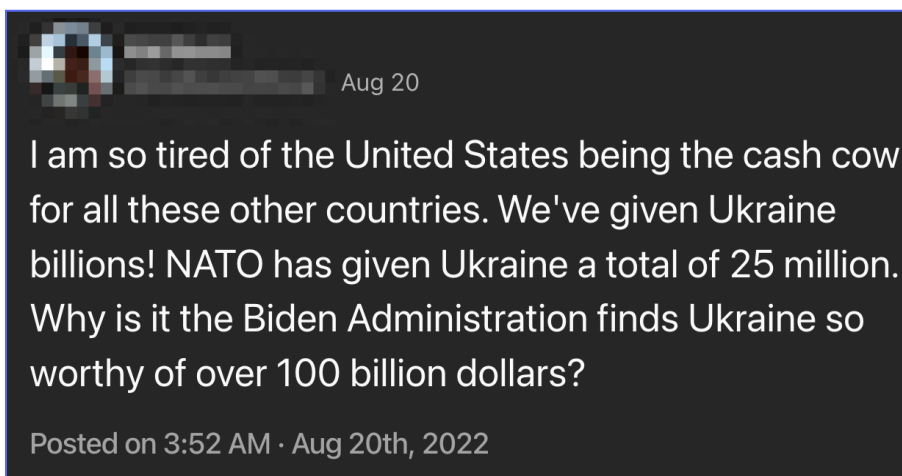 Aug 20
I am so tired of the United States being the cash cow
for all these other countries. We've given Ukraine
billions! NATO has given Ukraine a total of 25 million.
Why is it the Biden Administration finds Ukraine so
worthy of over 100 billion dollars?
Posted on 3:52 AM · Aug 20th, 2022